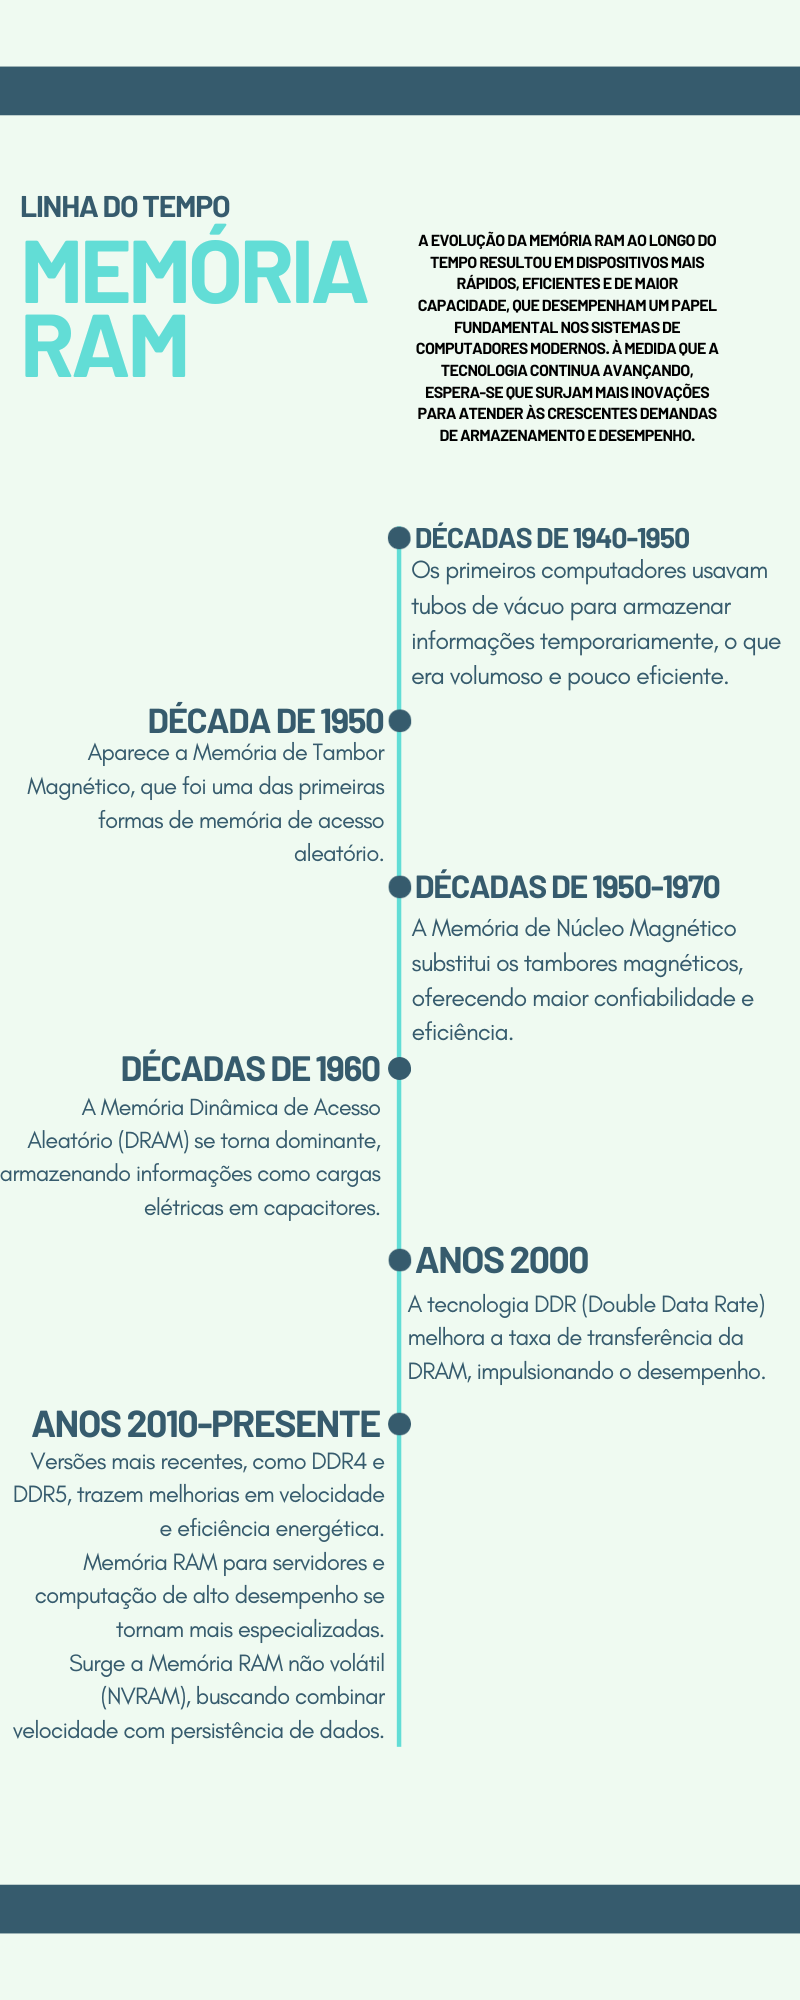 LINHA DO TEMPO
MEMÓRIA
RAM
A EVOLUÇÃO DA MEMÓRIA RAM AO LONGO DO
TEMPO RESULTOU EM DISPOSITIVOS MAIS
RÁPIDOS, EFICIENTES E DE MAIOR
CAPACIDADE, QUE DESEMPENHAM UM PAPEL
FUNDAMENTAL NOS SISTEMAS DE
COMPUTADORES MODERNOS. À MEDIDA QUE A
TECNOLOGIA CONTINUA AVANÇANDO,
ESPERA-SE QUE SURJAM MAIS INOVAÇÕES
PARA ATENDER ÀS CRESCENTES DEMANDAS
DE ARMAZENAMENTO E DESEMPENHO.
DÉCADAS DE 1940-1950
Os primeiros computadores usavam
tubos de vácuo para armazenar
informações temporariamente, o que
era volumoso e pouco eficiente.
DÉCADA DE 1950
Aparece a Memória de Tambor
Magnético, que foi uma das primeiras
formas de memória de acesso
aleatório.
DÉCADAS DE 1950-1970
A Memória de Núcleo Magnético
substitui os tambores magnéticos,
oferecendo maior confiabilidade e
eficiência.
DÉCADAS DE 1960
A Memória Dinâmica de Acesso
Aleatório (DRAM) se torna dominante,
armazenando informações como cargas
elétricas em capacitores.
ANOS 2000
A tecnologia DDR (Double Data Rate)
melhora a taxa de transferência da
DRAM, impulsionando o desempenho.
ANOS 2010-PRESENTE
Versões mais recentes, como DDR4 e
DDR5, trazem melhorias em velocidade
e eficiência energética.
Memória RAM para servidores e
computação de alto desempenho se
tornam mais especializadas.
Surge a Memória RAM não volátil
(NVRAM), buscando combinar
velocidade com persistência de dados.